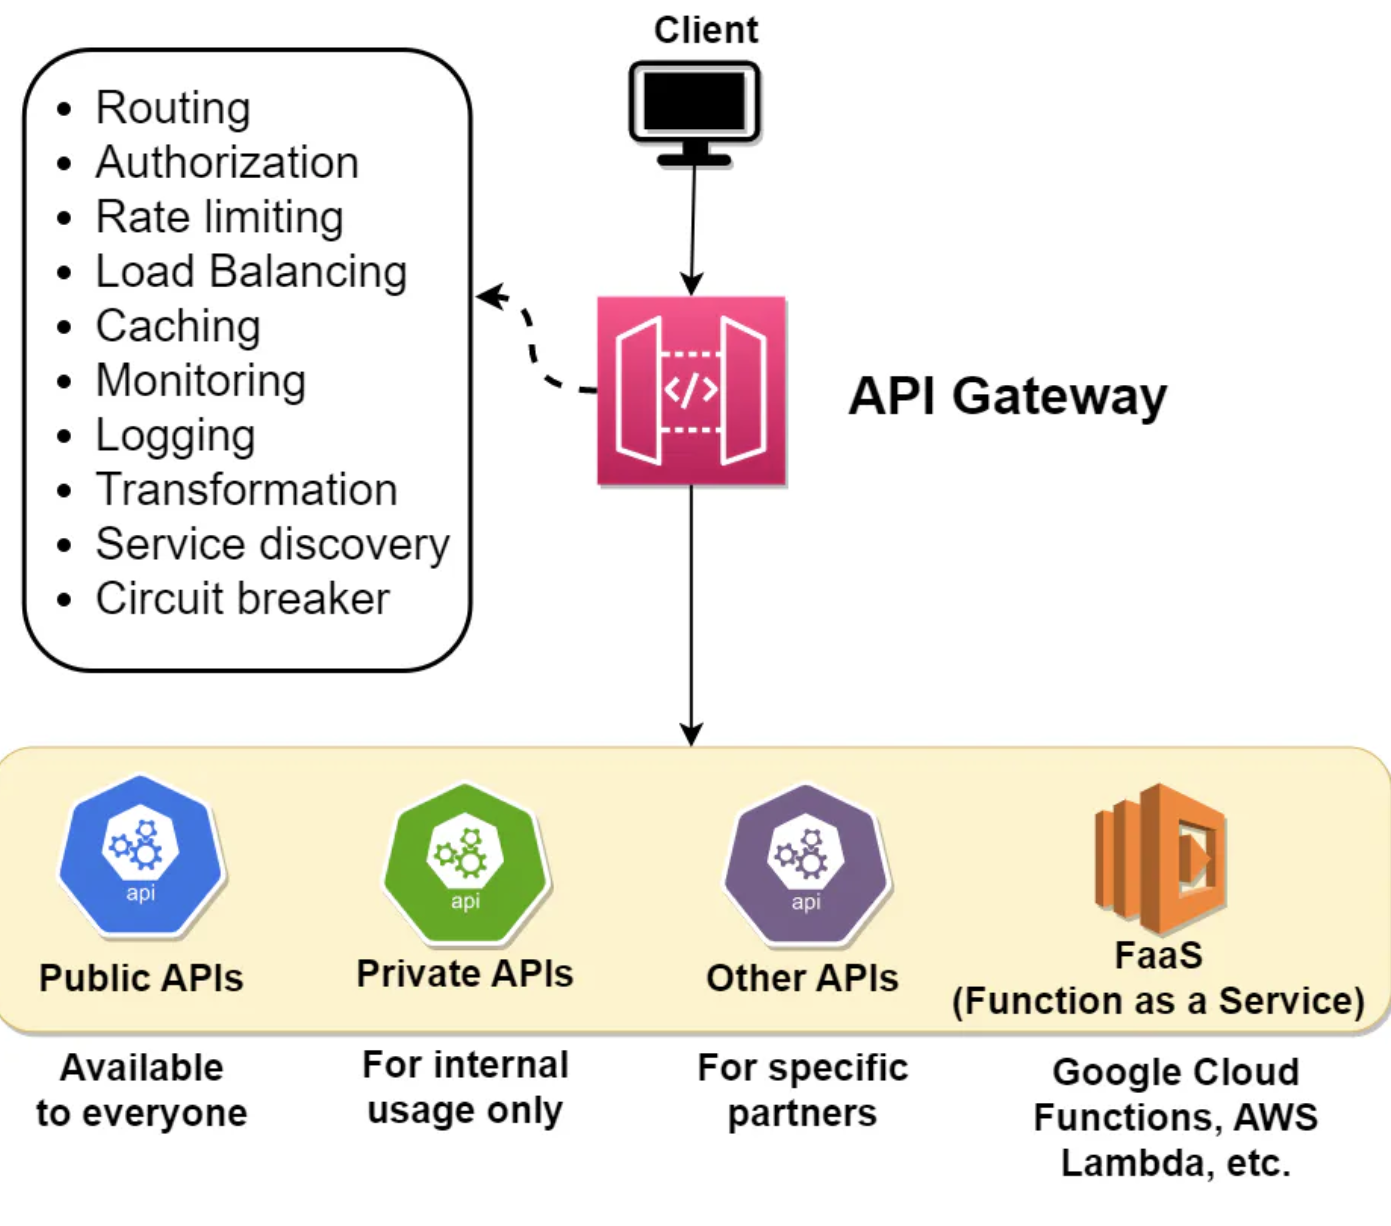 Client
• Routing
• Authorization
• Rate limiting
• Load Balancing
• Caching
• Monitoring
• Logging
• Transformation
• Service discovery
• Circuit breaker
</>
API Gateway
api
Public APIs
api
Private APIs
api
Other APIs
FaaS
(Function as a Service)
Available
to everyone
For internal
usage only
For specific
partners
Google Cloud
Functions, AWS
Lambda, etc.